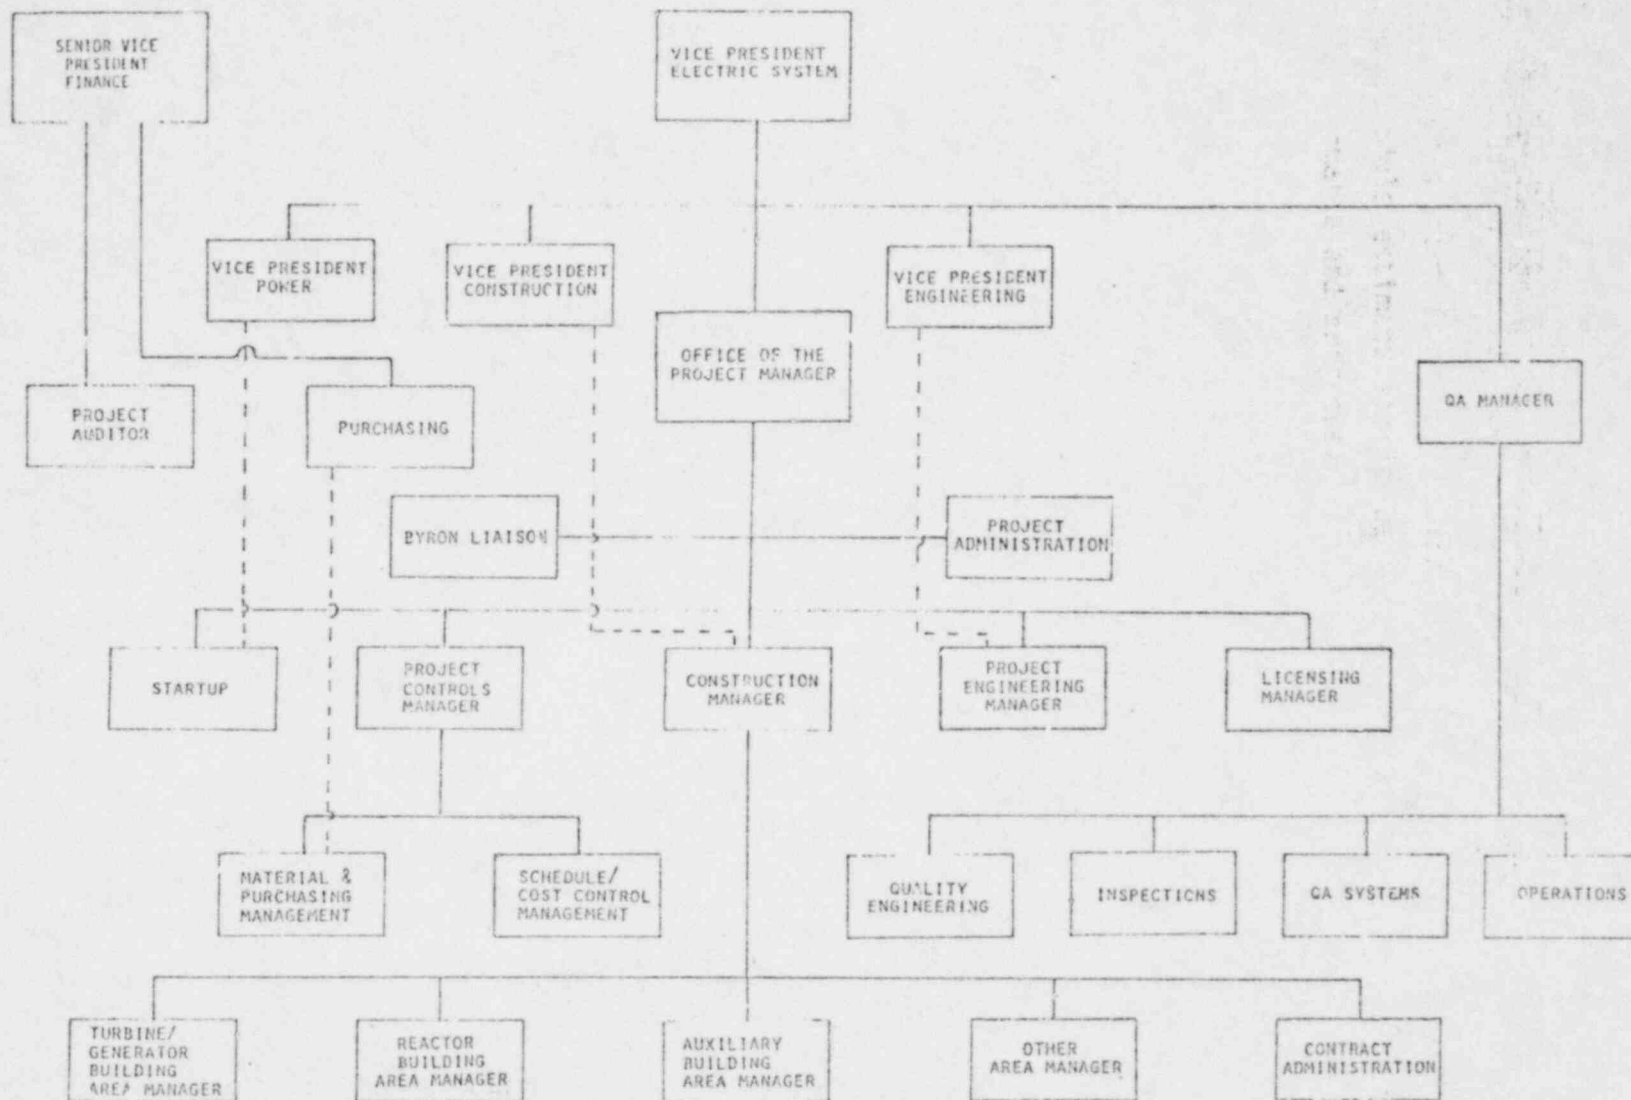 SENIOR VICE
PRESIDENT
FINANCE
VICE PRESIDENT
ELECTRIC SYSTEM
VICE PRESIDENT
POWER
VICE PRESIDENT
CONSTRUCTION
VICE PRESIDENT
ENGINEERING
OFFICE OF THE
PROJECT MANAGER
PROJECT
AUDITOR
PURCHASING
QA MANAGER
BYRON LIAISON
PROJECT
ADMINISTRATION
STARTUP
PROJECT
CONTROLS
MANAGER
CONSTRUCTION
MANAGER
PROJECT
ENGINEERING
MANAGER
LICENSING
MANAGER
MATERIAL &
PURCHASING
MANAGEMENT
SCHEDULE/
COST CONTROL
MANAGEMENT
QUALITY
ENGINEERING
INSPECTIONS
QA SYSTEMS
OPERATIONS
TURBINE/
GENERATOR
BUILDING
AREA MANAGER
REACTOR
BUILDING
AREA MANAGER
AUXILIARY
BUILDING
AREA MANAGER
OTHER
AREA MANAGER
CONTRACT
ADMINISTRATION